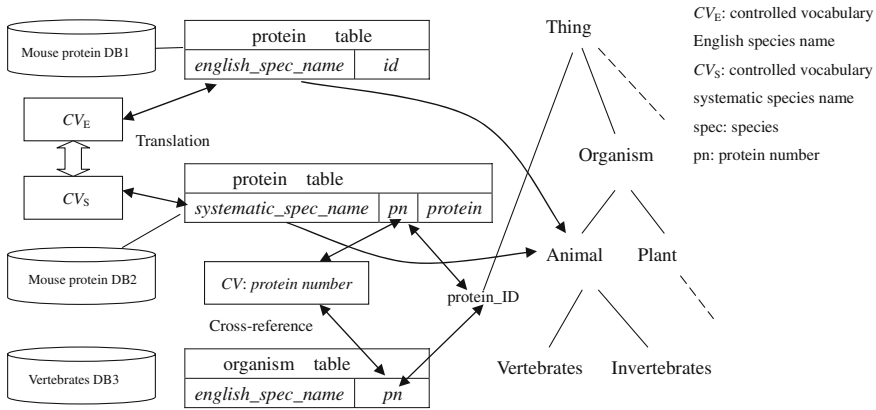 Mouse protein DB1
protein table
english_spec_name id
CVE
Translation
CVS
protein table
systematic_spec_name pn protein
Mouse protein DB2
CV: protein number
protein_ID
Cross-reference
Vertebrates DB3
organism table
english_spec_name pn
Thing
Organism
Animal Plant
Vertebrates Invertebrates
CVE: controlled vocabulary
English species name
CVS: controlled vocabulary
systematic species name
spec: species
pn: protein number